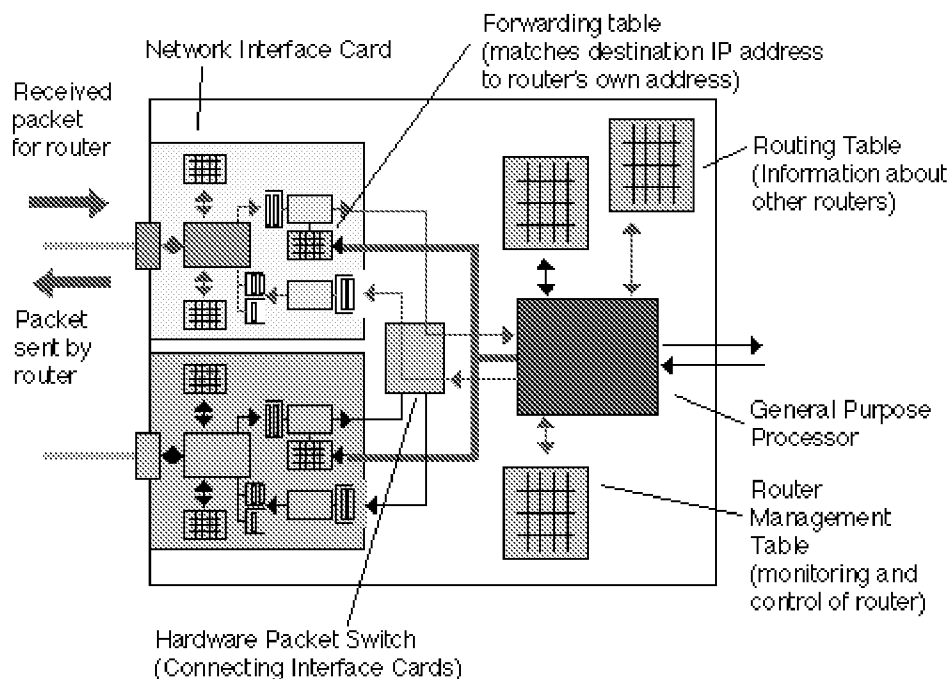 Forwarding table
(matches destination IP address
to router's own address)
Network Interface Card
Received
packet
for router
Routing Table
(Information about
other routers)
Packet
sent by
router
General Purpose
Processor
Router
Management
Table
(monitoring and
control of router)
Hardware Packet Switch
(Connecting Interface Cards)